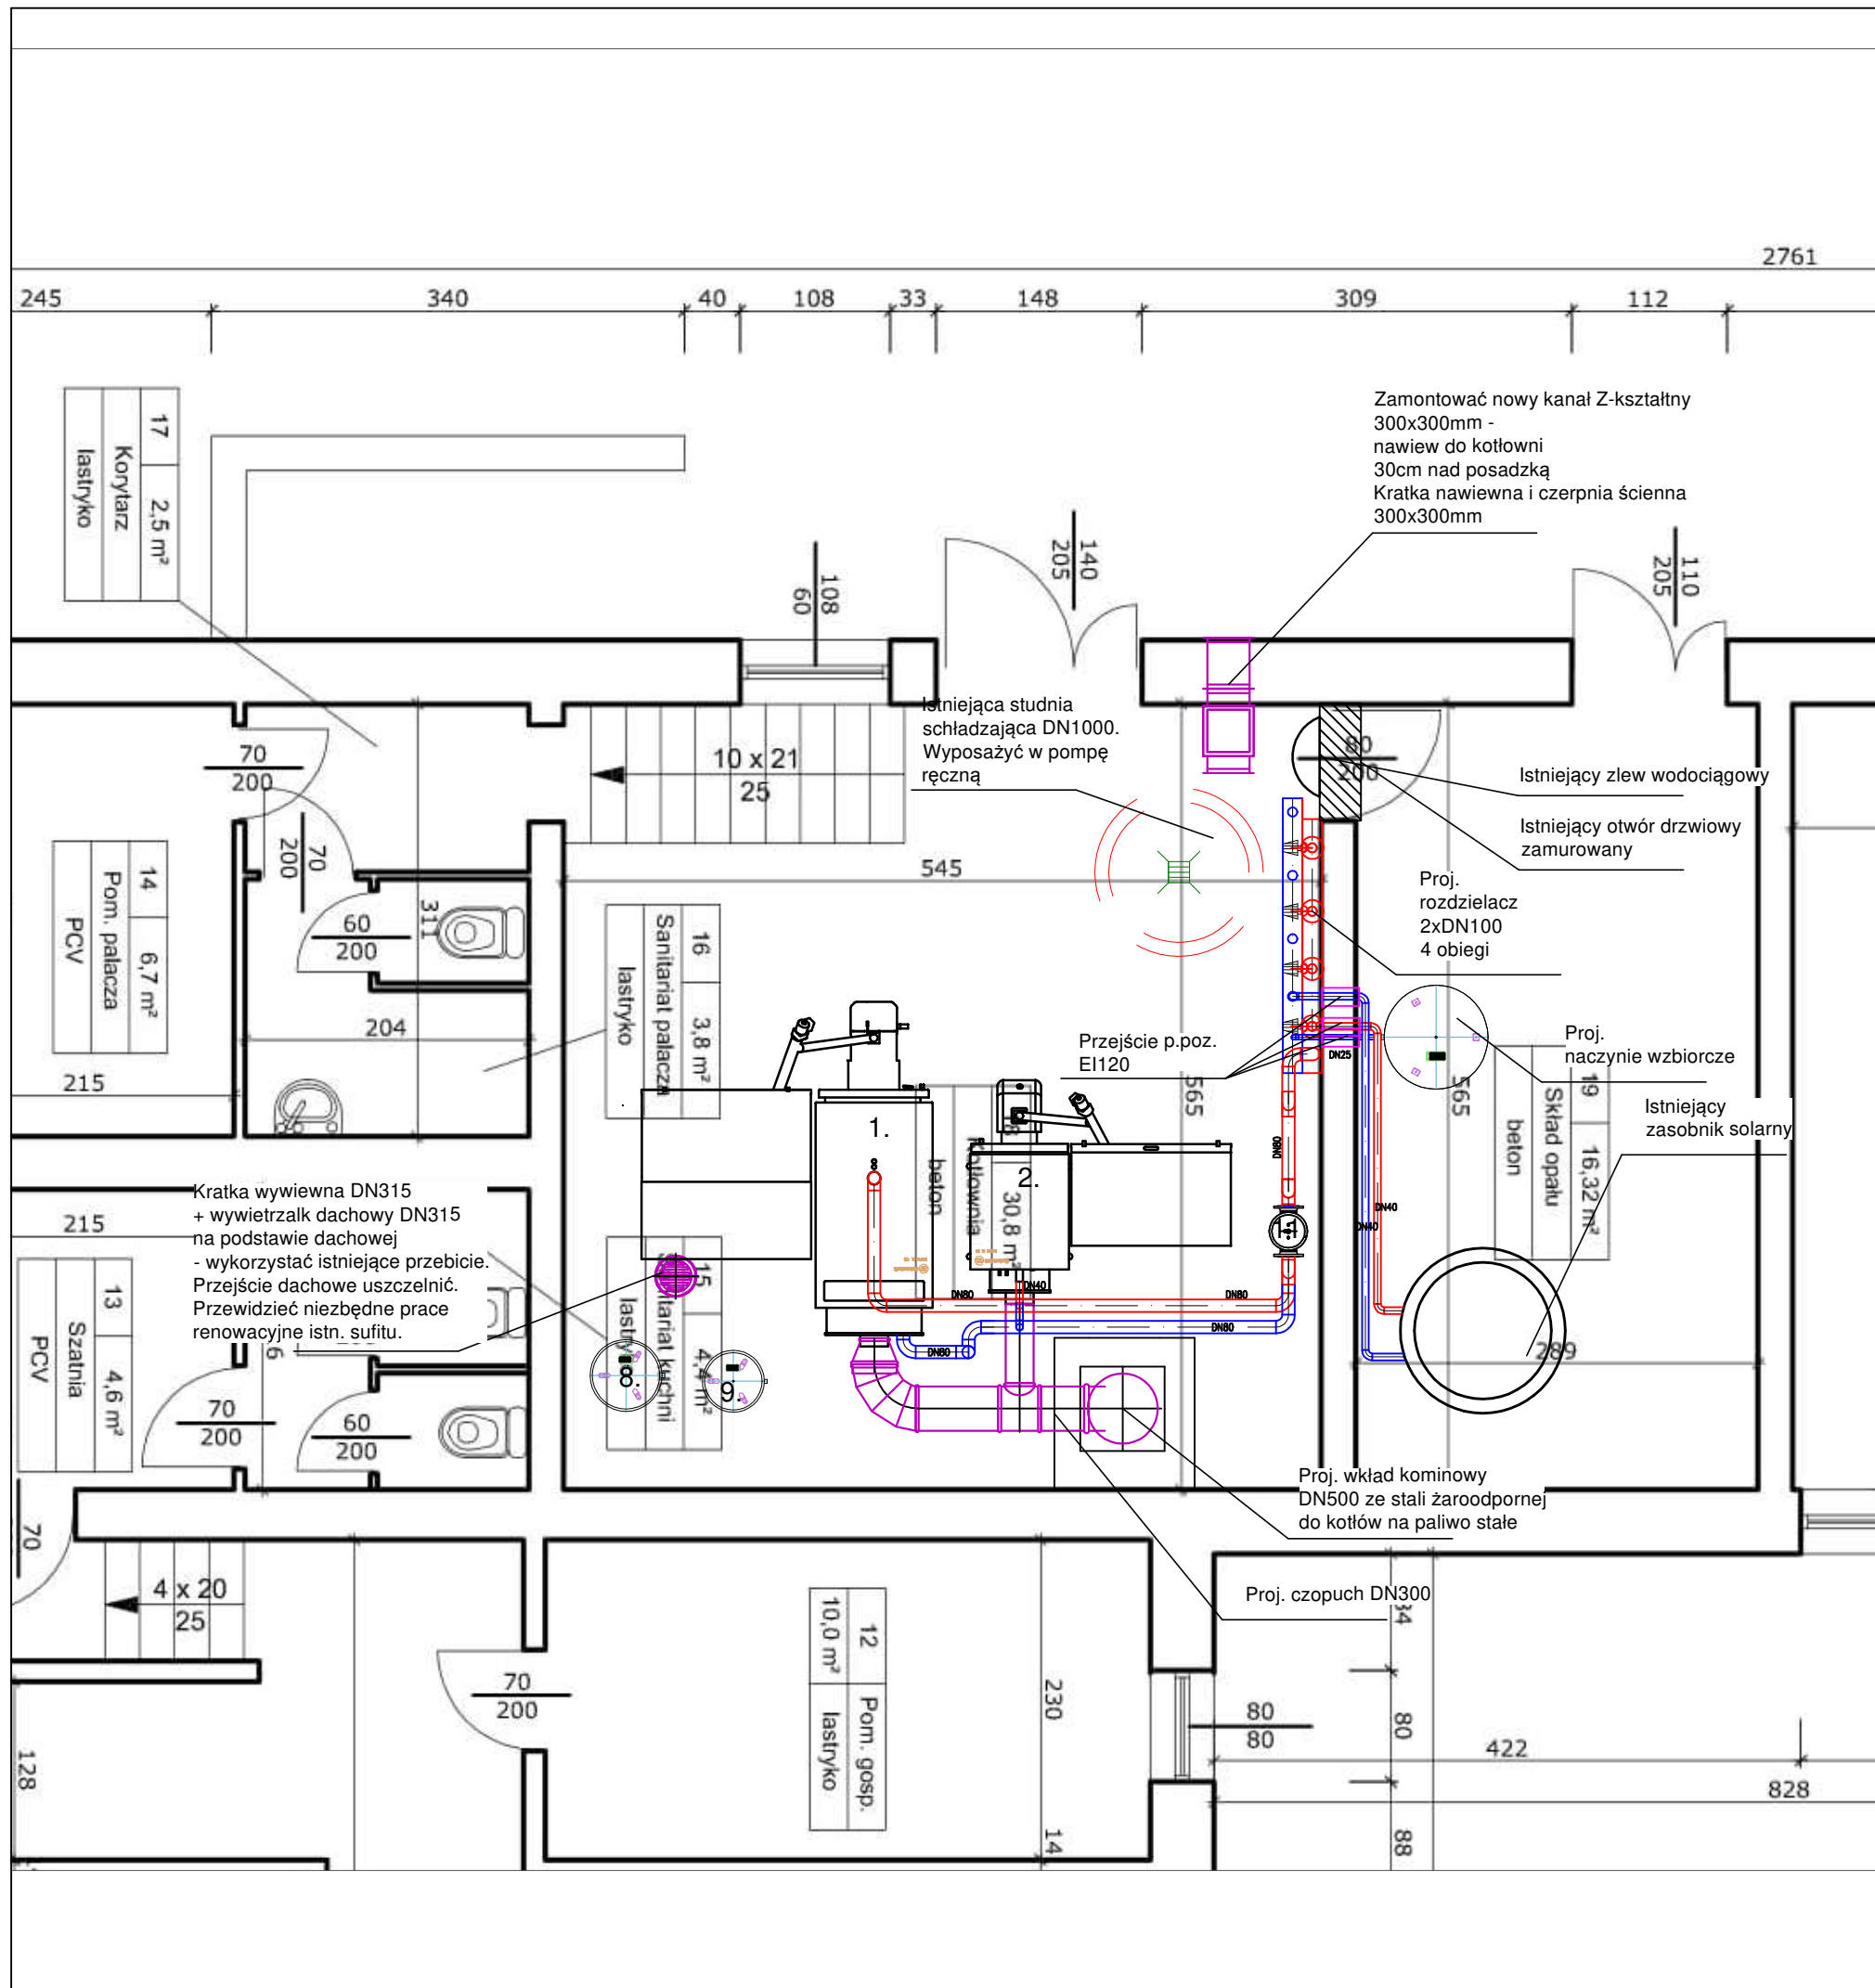 2761
245
340
40
108
33
148
309
112
Zamontować nowy kanał Z-kształtny
300x300mm -
nawiew do kotłowni
30cm nad posadzką
Kratka nawiewna i czerpnia ścienna
300x300mm
17
2,5 m²
Korytarz
lastryko
108
60
140
205
110
205
Istniejąca studnia
schładzająca DN1000.
Wyposażyć w pompę
ręczną
70
200
10 x 21
25
80
200
Istniejący zlew wodociągowy
Istniejący otwór drzwiowy
zamurowany
70
200
545
14
6,7 m²
Pom. palacza
PCV
311
60
200
16
3,8 m²
Sanitariat palacza
lastryko
Proj.
rozdzielacz
2xDN100
4 obiegi
204
Przejście p.poz.
EI120
DN25
Proj.
naczynie wzbiorcze
215
565
565
19
16,32 m²
Skład opału
beton
Istniejący
zasobnik solarny
1.
2.
Kotłownia
30,8 m²
beton
DN80
DN40
DN40
Kratka wywiewna DN315
+ wywietrzalk dachowy DN315
na podstawie dachowej
- wykorzystać istniejące przebicie.
Przejście dachowe uszczelnić.
Przewidzieć niezbędne prace
renowacyjne istn. sufitu.
215
13
4,6 m²
Szatnia
PCV
15
4,4 m²
kuchni
DN40
DN80
DN80
DN80
DN80
8.
9.
289
70
200
60
200
Proj. wkład kominowy
DN500 ze stali żaroodpornej
do kotłów na paliwo stałe
70
4 x 20
25
Proj. czopuch DN300
12
10,0 m²
Pom. gosp.
lastryko
70
200
230
80
80
80
422
828
128
14
88